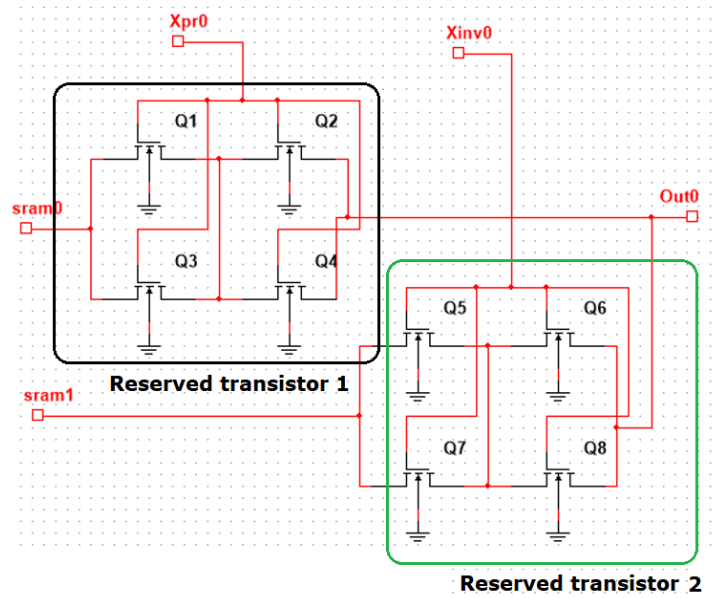 Xpr0
Xinv0
Q1
Q2
sram0
Out0
Q3
Q4
Q5
Q6
Reserved transistor 1
sram1
Q7
Q8
Reserved transistor 2